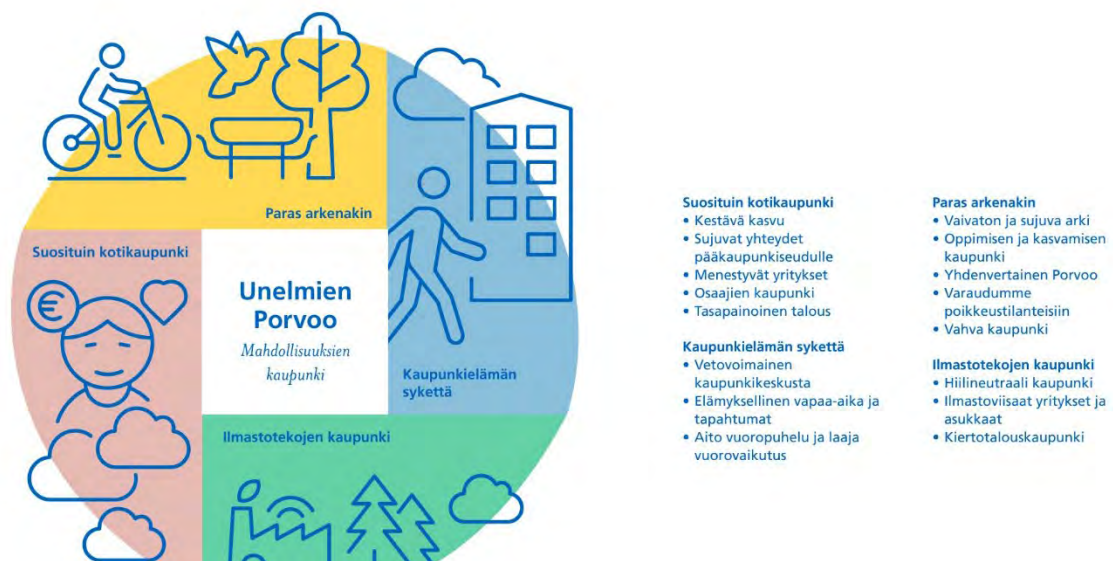 Paras arkenakin
Suosituin kotikaupunki
€
Unelmien
Porvoo
Mahdollisuuksien
kaupunki
Kaupunkielämän
sykettä
Ilmastotekojen kaupunki
Suosituin kotikaupunki
• Kestävä kasvu
• Sujuvat yhteydet
pääkaupunkiseudulle
• Menestyvät yritykset
• Osaajien kaupunki
• Tasapainoinen talous
Kaupunkielämän sykettä
• Vetovoimainen
kaupunkikeskusta
• Elämyksellinen vapaa-aika ja
tapahtumat
• Aito vuoropuhelu ja laaja
vuorovaikutus
Paras arkenakin
• Vaivaton ja sujuva arki
• Oppimisen ja kasvamisen
kaupunki
• Yhdenvertainen Porvoo
• Varaudumme
poikkeustilanteisiin
• Vahva kaupunki
Ilmastotekojen kaupunki
• Hiilineutraali kaupunki
• Ilmastoviisaat yritykset ja
asukkaat
• Kiertotalouskaupunki